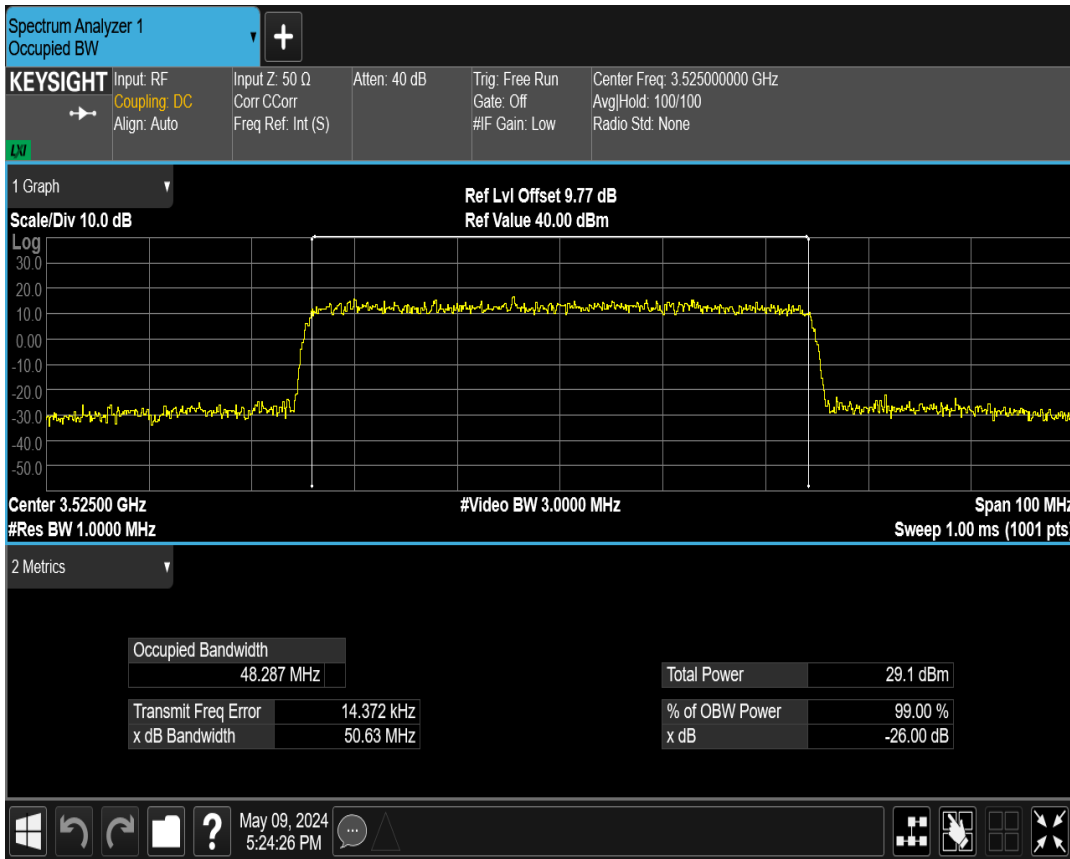 Spectrum Analyzer 1
Occupied BW
KEYSIGHT
LXI
Input: RF
Coupling: DC
Align: Auto
Input Z: 50 Ω
Corr CCorr
Freq Ref: Int (S)
Atten: 40 dB
Trig: Free Run
Gate: Off
#IF Gain: Low
Center Freq: 3.525000000 GHz
Avg|Hold: 100/100
Radio Std: None
1 Graph
Scale/Div 10.0 dB
Ref Lvl Offset 9.77 dB
Ref Value 40.00 dBm
Log
30.0
20.0
10.0
0.00
-10.0
-20.0
-30.0
-40.0
-50.0
Center 3.52500 GHz
#Video BW 3.0000 MHz
Span 100 MHz
#Res BW 1.0000 MHz
Sweep 1.00 ms (1001 pts)
2 Metrics
Occupied Bandwidth
48.287 MHz
Total Power 29.1 dBm
Transmit Freq Error 14.372 kHz
% of OBW Power 99.00 %
x dB Bandwidth 50.63 MHz
x dB -26.00 dB
?
May 09, 2024
5:24:26 PM